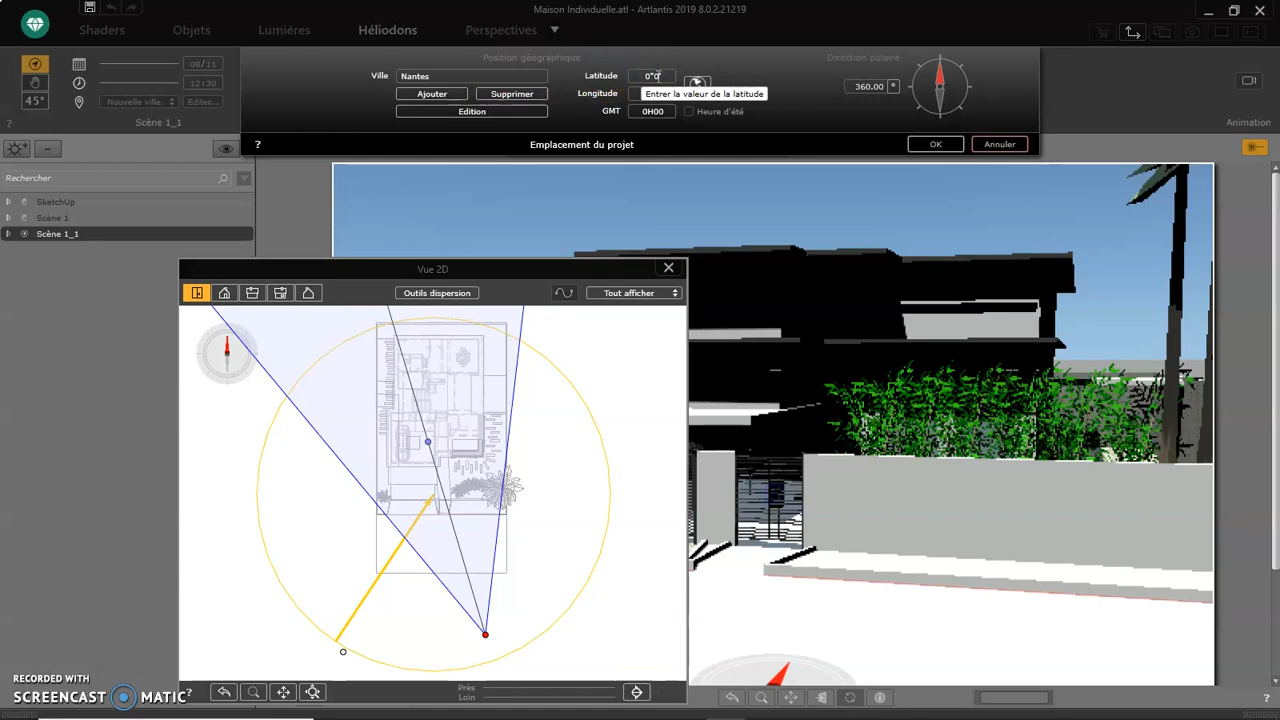 Maison Individuelle.atl - Artlantis 2019 8.0.2.21219
Shaders
Objets
Lumières
Héliodons
Perspectives
Position géographique
Direction polaire
08/11
12:30
Nouvelle ville.
Editer...
45°
Ville
Nantes
Latitude
0°0'
Ajouter
Supprimer
Longitude
Entrer la valeur de la latitude
Edition
GMT
0H00
Heure d'été
360.00
°
?
Scène 1_1
Animation
?
Emplacement du projet
OK
Annuler
Rechercher
SketchUp
Scène 1
Scène 1_1
Vue 2D
Outils dispersion
Tout afficher
?
Près
Loin
?
RECORDED WITH
SCREENCAST MATIC